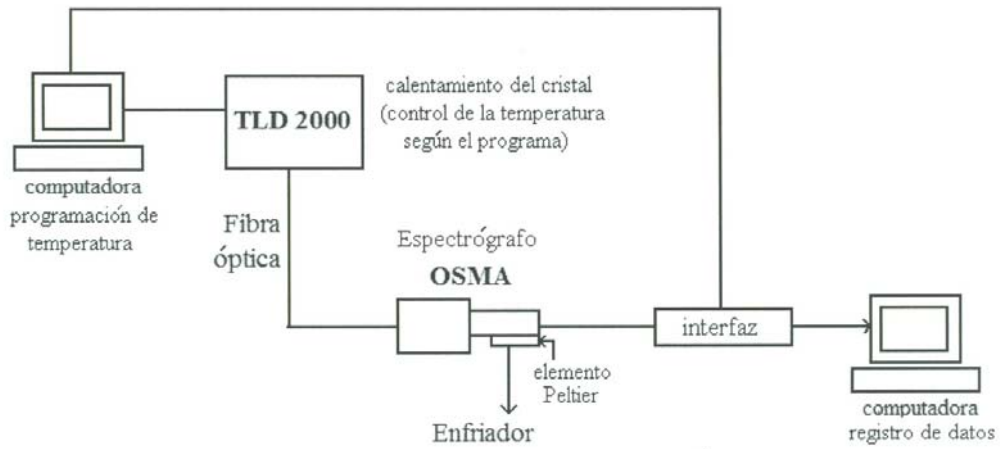 TLD 2000
calentamiento del cristal
(control de la temperatura
según el programa)
computadora
programación de
temperatura
Fibra
óptica
Espectrógrafo
OSMA
interfaz
elemento
Peltier
Enfriador
computadora
registro de datos